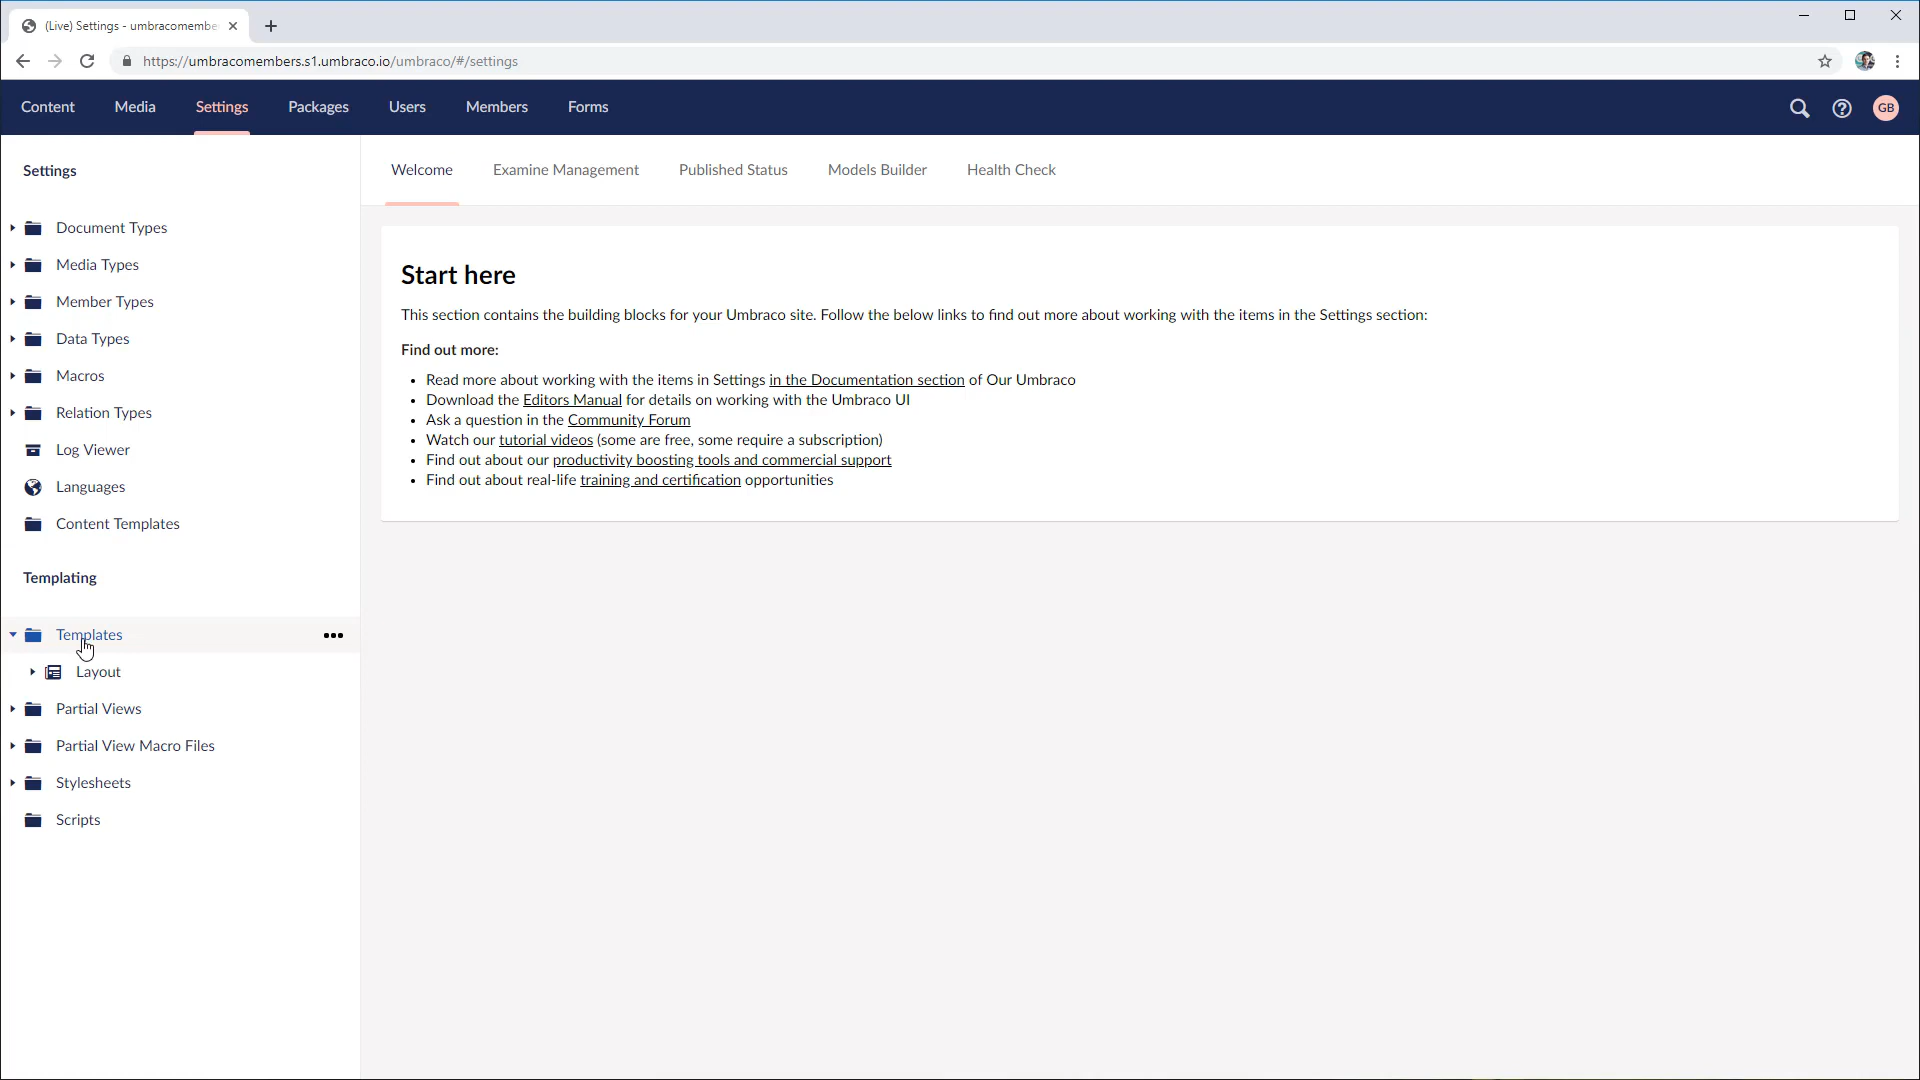 (Live) Settings - umbracomembe
https://umbracomembers.s1.umbraco.io/umbraco/#/settings
Content Media Settings Packages Users Members Forms GB
Settings
Document Types
Media Types
Member Types
Data Types
Macros
Relation Types
Log Viewer
Languages
Content Templates
Templating
Templates
Layout
Partial Views
Partial View Macro Files
Stylesheets
Scripts
Welcome Examine Management Published Status Models Builder Health Check
Start here
This section contains the building blocks for your Umbraco site. Follow the below links to find out more about working with the items in the Settings section:
Find out more:
• Read more about working with the items in Settings in the Documentation section of Our Umbraco
• Download the Editors Manual for details on working with the Umbraco UI
• Ask a question in the Community Forum
• Watch our tutorial videos (some are free, some require a subscription)
• Find out about our productivity boosting tools and commercial support
• Find out about real-life training and certification opportunities